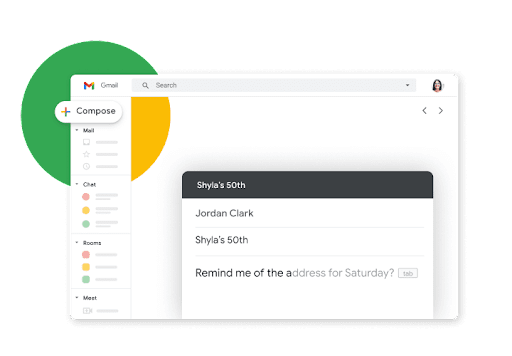 Gmail
Search
Compose
Mail
Chat
Rooms
Meet
Shyla's 50th
Jordan Clark
Shyla's 50th
Remind me of the address for Saturday? tab